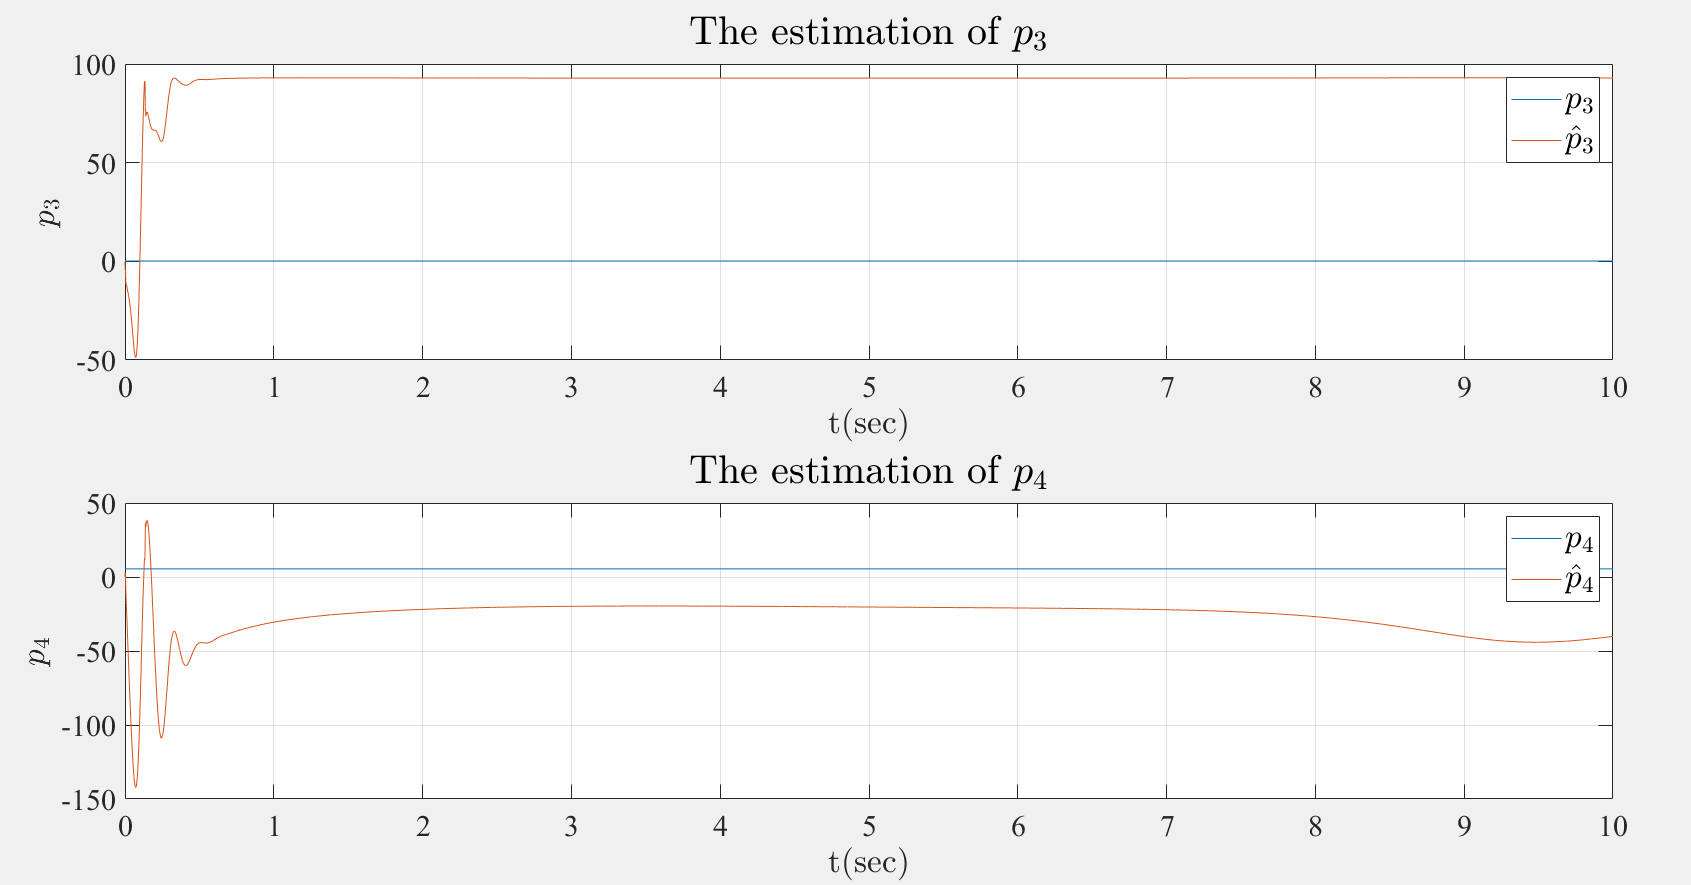 The estimation of p₃
100
50
0
-50
p₃
p₃
p̂₃
0 1 2 3 4 5 6 7 8 9 10
t(sec)
The estimation of p₄
50
0
-50
-100
-150
p₄
p₄
p̂₄
0 1 2 3 4 5 6 7 8 9 10
t(sec)